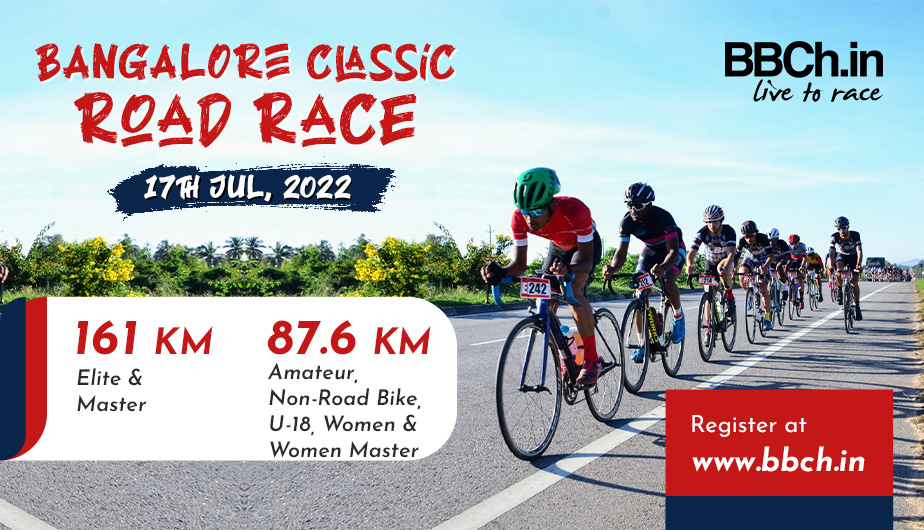 BANGALORE CLASSIC
ROAD RACE
17TH JUL, 2022
BBCh.in
live to race
161 KM
Elite &
Master
87.6 KM
Amateur,
Non-Road Bike,
U-18, Women &
Women Master
242
Register at
www.bbch.in